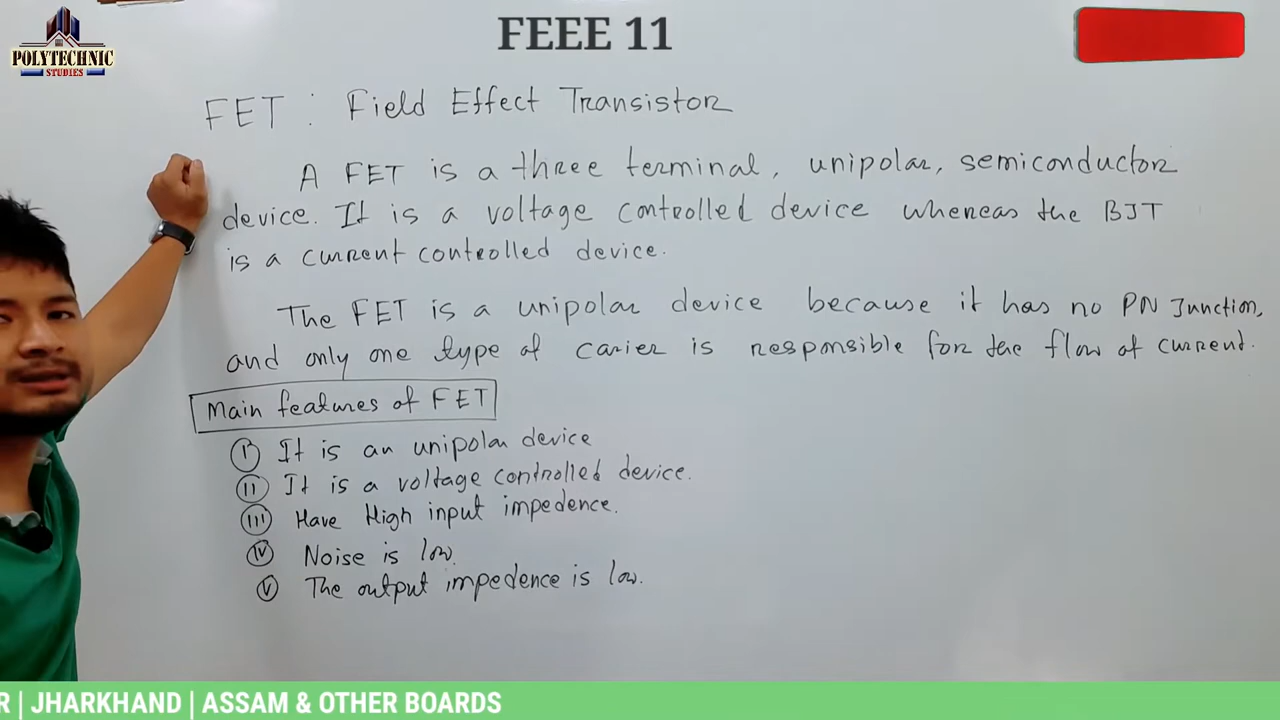 FEEE 11
POLYTECHNIC
STUDIES
FET : Field Effect Transistor
A FET is a three terminal, unipolar, semiconductor
device. It is a voltage controlled device whereas the BJT
is a current controlled device.
The FET is a unipolar device because it has no PN Junction,
and only one type of carier is responsible for the flow of current.
Main features of FET
I It is an unipolar device
II It is a voltage controlled device.
III Have High input impedence.
IV Noise is low.
V The output impedence is low.
R | JHARKHAND | ASSAM & OTHER BOARDS